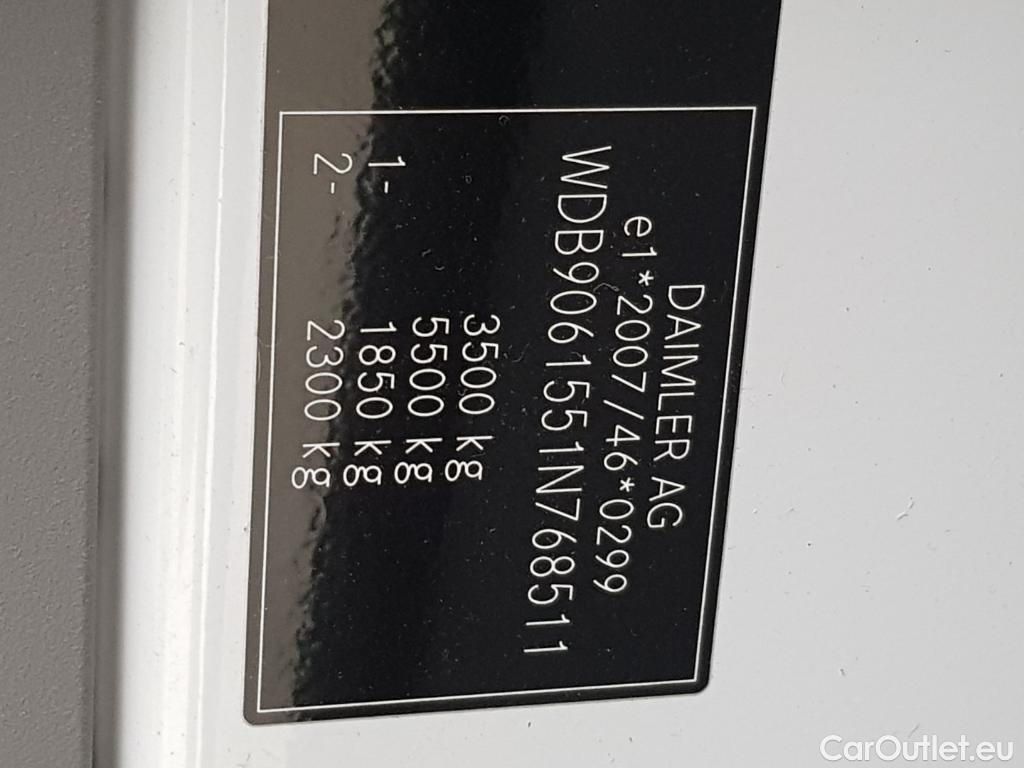 DAIMLER AG
e1*2007/46*0299
WDB9061551N768511
3500 kg
5500 kg
1- 1850 kg
2- 2300 kg
CarOutlet.eu